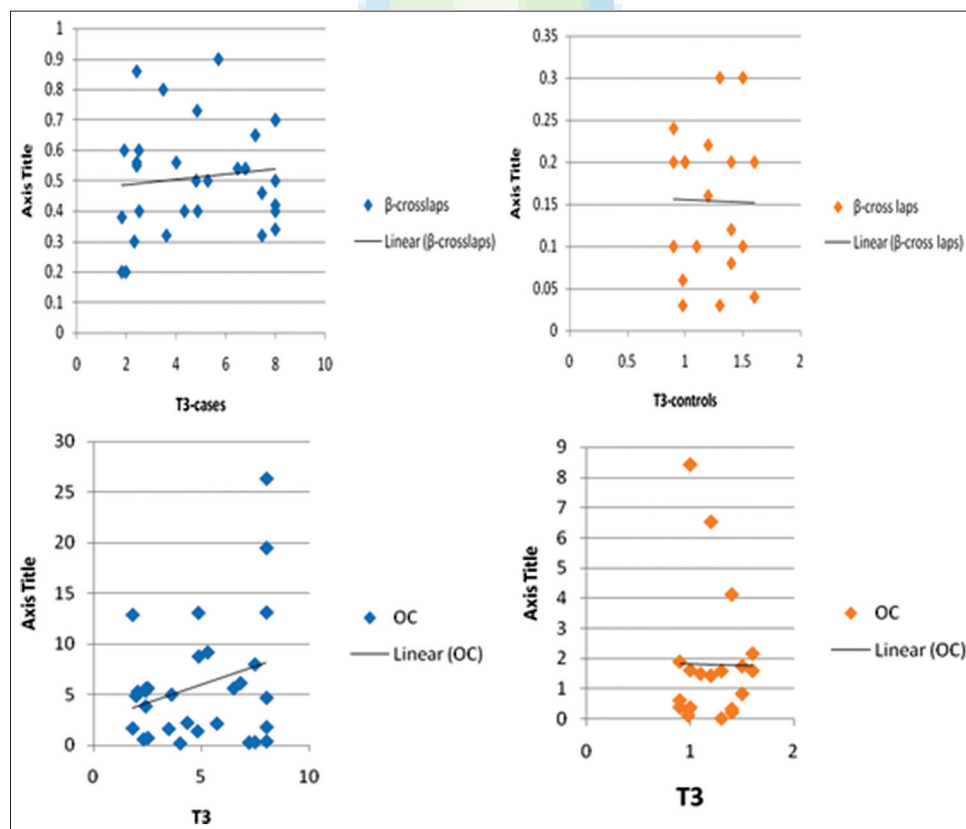 1
0.9
0.8
0.7
0.6
0.5
0.4
0.3
0.2
0.1
0
Axis Title
0 2 4 6 8 10
T3-cases
β-crosslaps
Linear (β-crosslaps)
0.35
0.3
0.25
0.2
0.15
0.1
0.05
0
Axis Title
0 0.5 1 1.5 2
T3-controls
β-cross laps
Linear (β-cross laps)
30
25
20
15
10
5
0
Axis Title
0 5 10
T3
OC
Linear (OC)
9
8
7
6
5
4
3
2
1
0
Axis Title
0 1 2
T3
OC
Linear (OC)